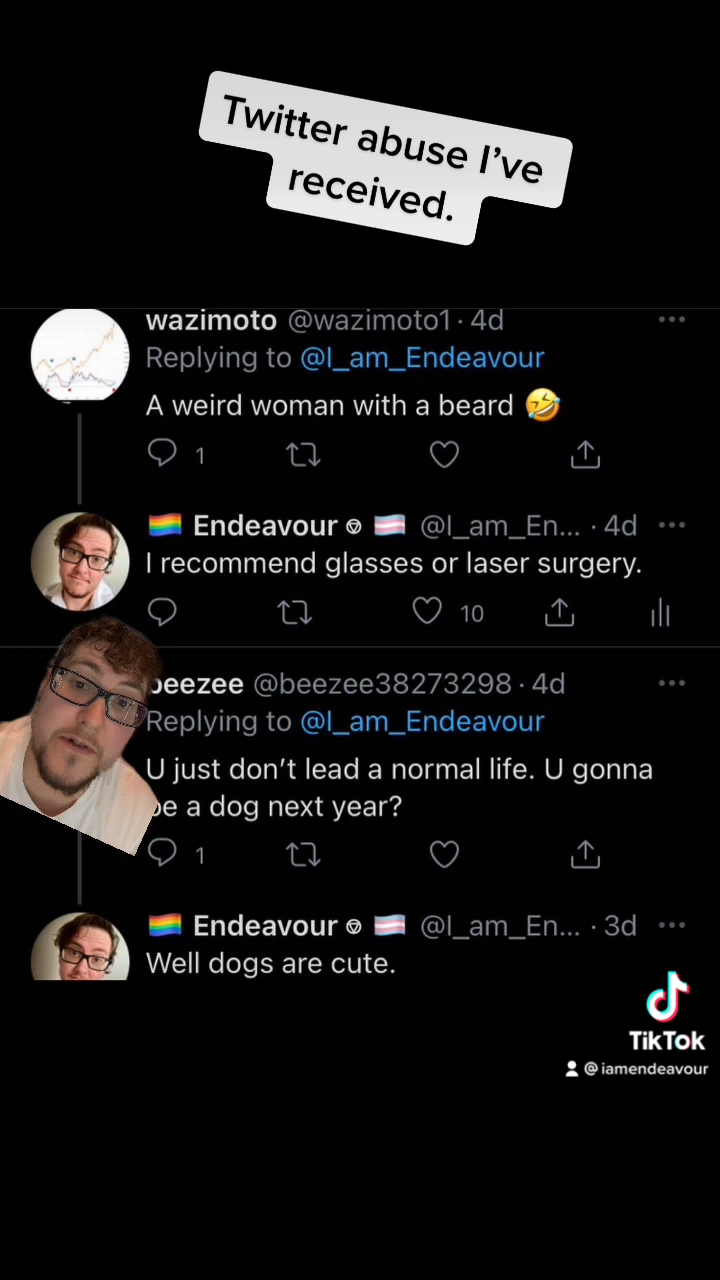 Twitter abuse I've
received.
wazimoto @wazimoto1 · 4d
Replying to @I_am_Endeavour
A weird woman with a beard 🤣
1
🏳️‍🌈 Endeavour 🏳️‍⚧️ @I_am_En... · 4d
I recommend glasses or laser surgery.
10
beezee @beezee38273298 · 4d
Replying to @I_am_Endeavour
U just don't lead a normal life. U gonna
be a dog next year?
1
🏳️‍🌈 Endeavour 🏳️‍⚧️ @I_am_En... · 3d
Well dogs are cute.
TikTok
@iamendeavour